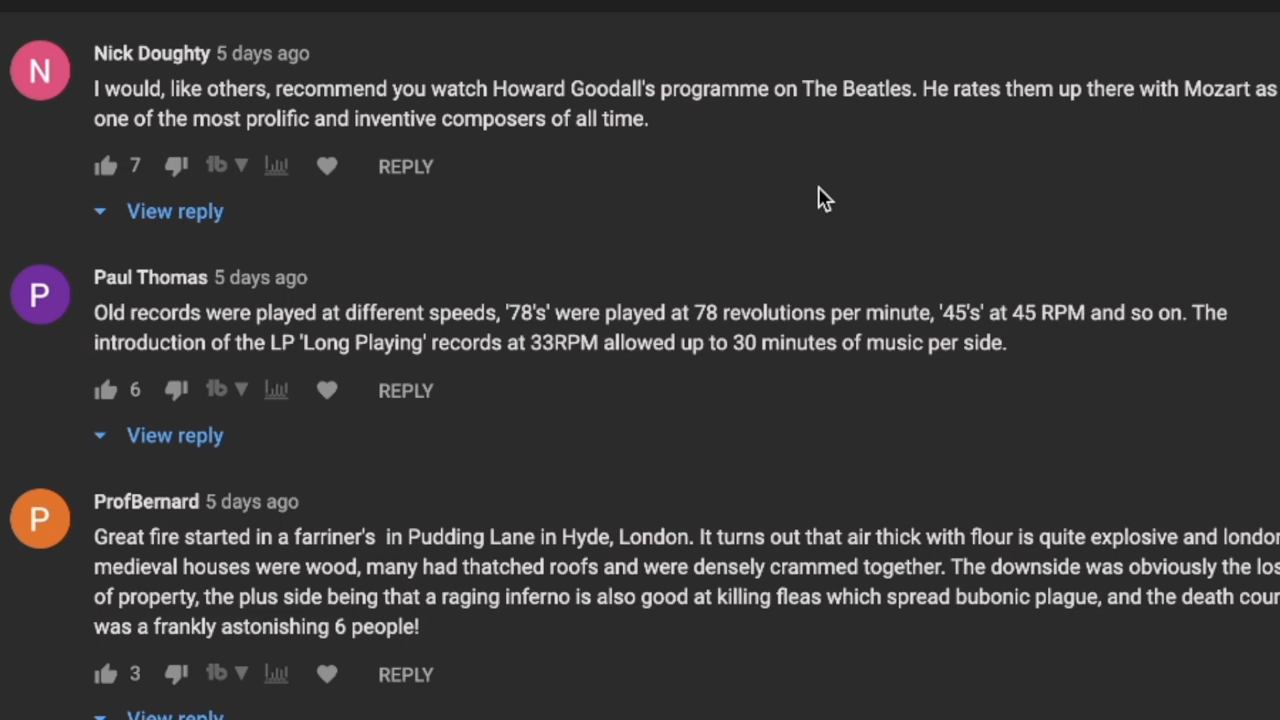 N
Nick Doughty 5 days ago
I would, like others, recommend you watch Howard Goodall's programme on The Beatles. He rates them up there with Mozart as
one of the most prolific and inventive composers of all time.
7 1b REPLY
View reply
P
Paul Thomas 5 days ago
Old records were played at different speeds, '78's' were played at 78 revolutions per minute, '45's' at 45 RPM and so on. The
introduction of the LP 'Long Playing' records at 33RPM allowed up to 30 minutes of music per side.
6 1b REPLY
View reply
P
ProfBernard 5 days ago
Great fire started in a farriner's in Pudding Lane in Hyde, London. It turns out that air thick with flour is quite explosive and
medieval houses were wood, many had thatched roofs and were densely crammed together. The downside was obviously the
of property, the plus side being that a raging inferno is also good at killing fleas which spread bubonic plague, and the death
was a frankly astonishing 6 people!
3 1b REPLY
View reply